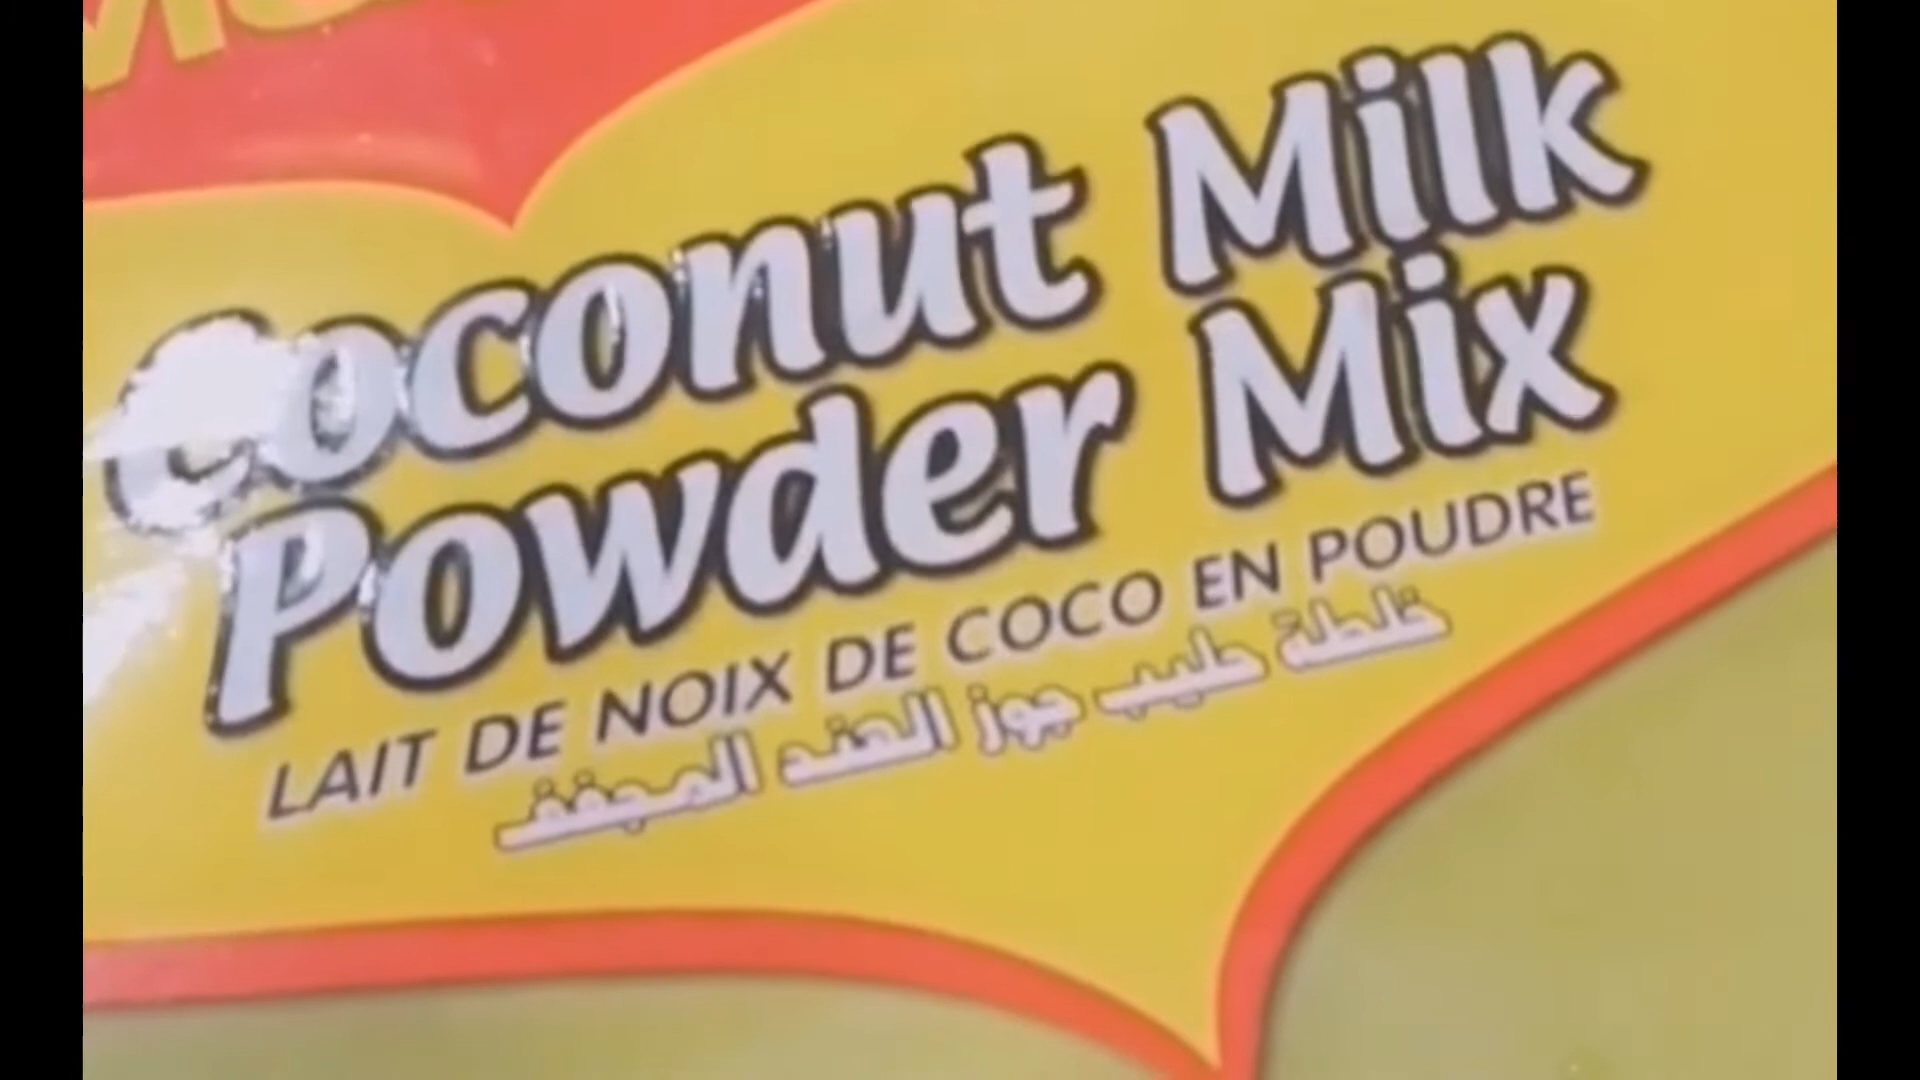 Coconut Milk
Powder Mix
LAIT DE NOIX DE COCO EN POUDRE
خلطة حليب جوز الهند المجفف